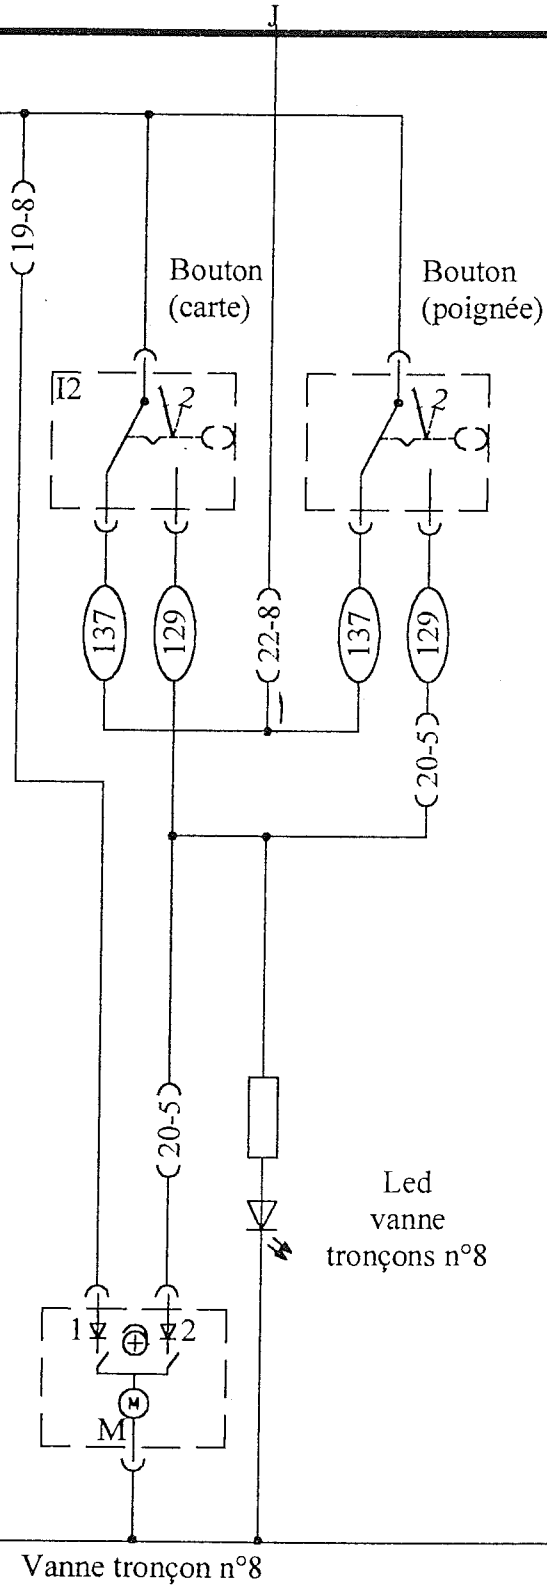 J
19-8
Bouton
(carte)
Bouton
(poignée)
I2
2
2
137
129
22-8
137
129
20-5
20-5
Led
vanne
tronçons n°8
1
2
M
M
Vanne tronçon n°8